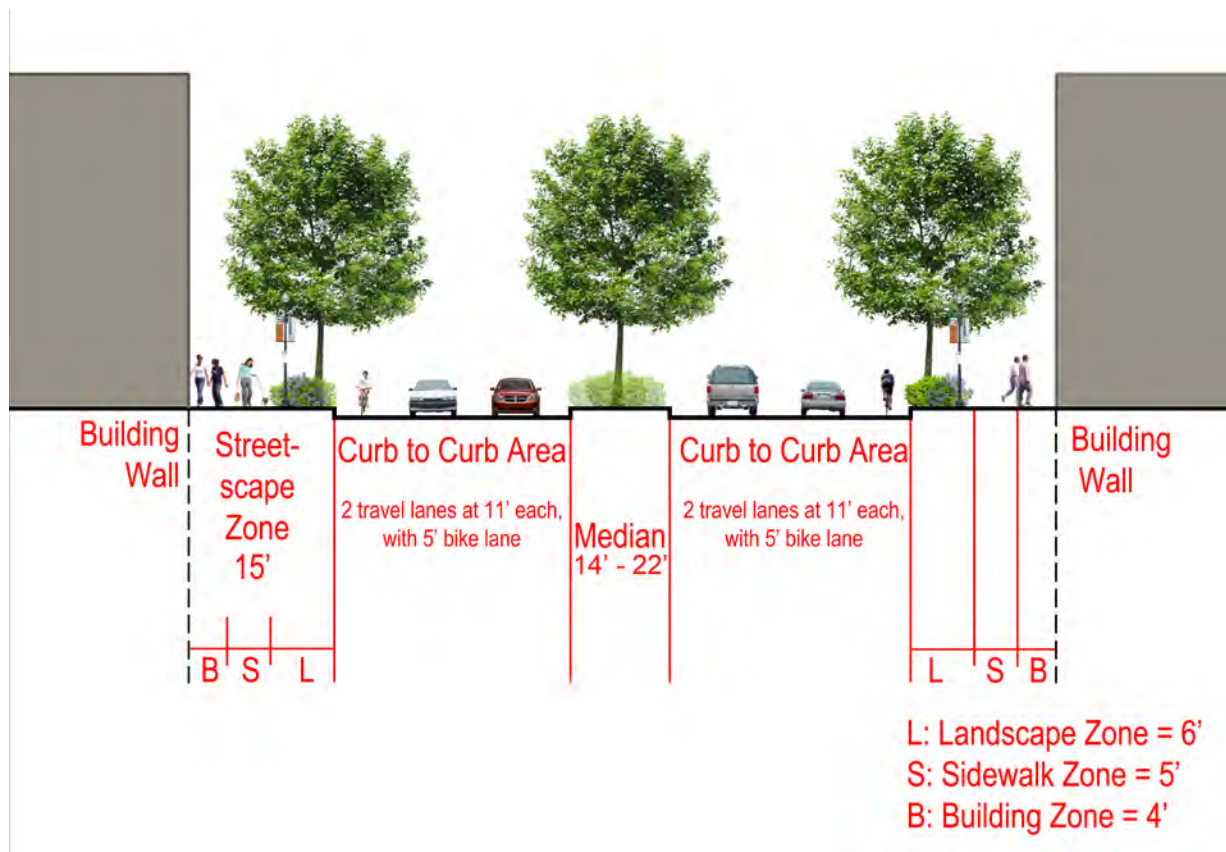 Building
Wall
Street-
scape
Zone
15'
Curb to Curb Area
2 travel lanes at 11' each,
with 5' bike lane
Median
14' - 22'
Curb to Curb Area
2 travel lanes at 11' each,
with 5' bike lane
Building
Wall
B S L
L S B
L: Landscape Zone = 6'
S: Sidewalk Zone = 5'
B: Building Zone = 4'